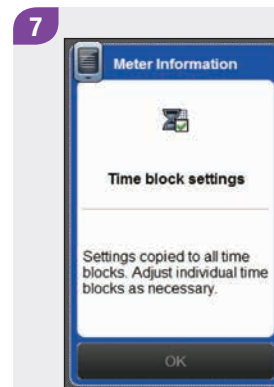 7
Meter Information
Time block settings
Settings copied to all time
blocks. Adjust individual time
blocks as necessary.
OK